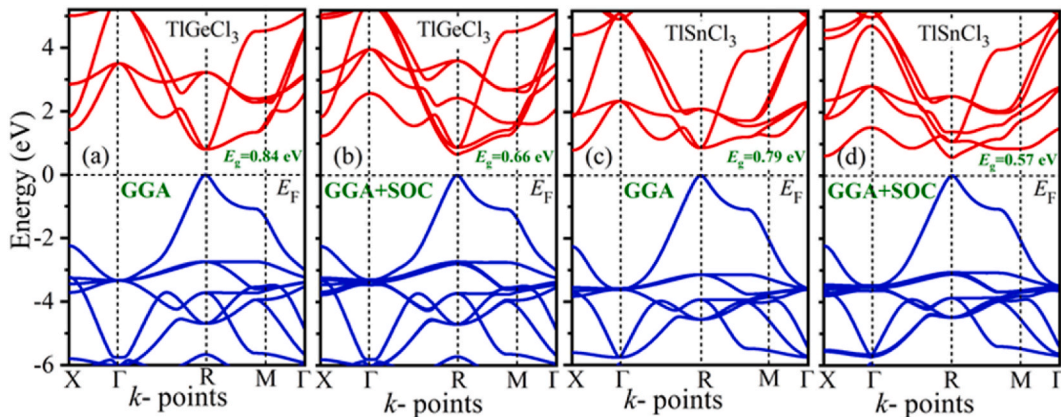 Energy (eV)
4
2
0
-2
-4
-6
TlGeCl3
(a)
Eg=0.84 eV
GGA
EF
X Γ R M Γ
k- points
TlGeCl3
(b)
Eg=0.66 eV
GGA+SOC
EF
X Γ R M Γ
k- points
TlSnCl3
(c)
Eg=0.79 eV
GGA
EF
X Γ R M Γ
k- points
TlSnCl3
(d)
Eg=0.57 eV
GGA+SOC
EF
X Γ R M Γ
k- points